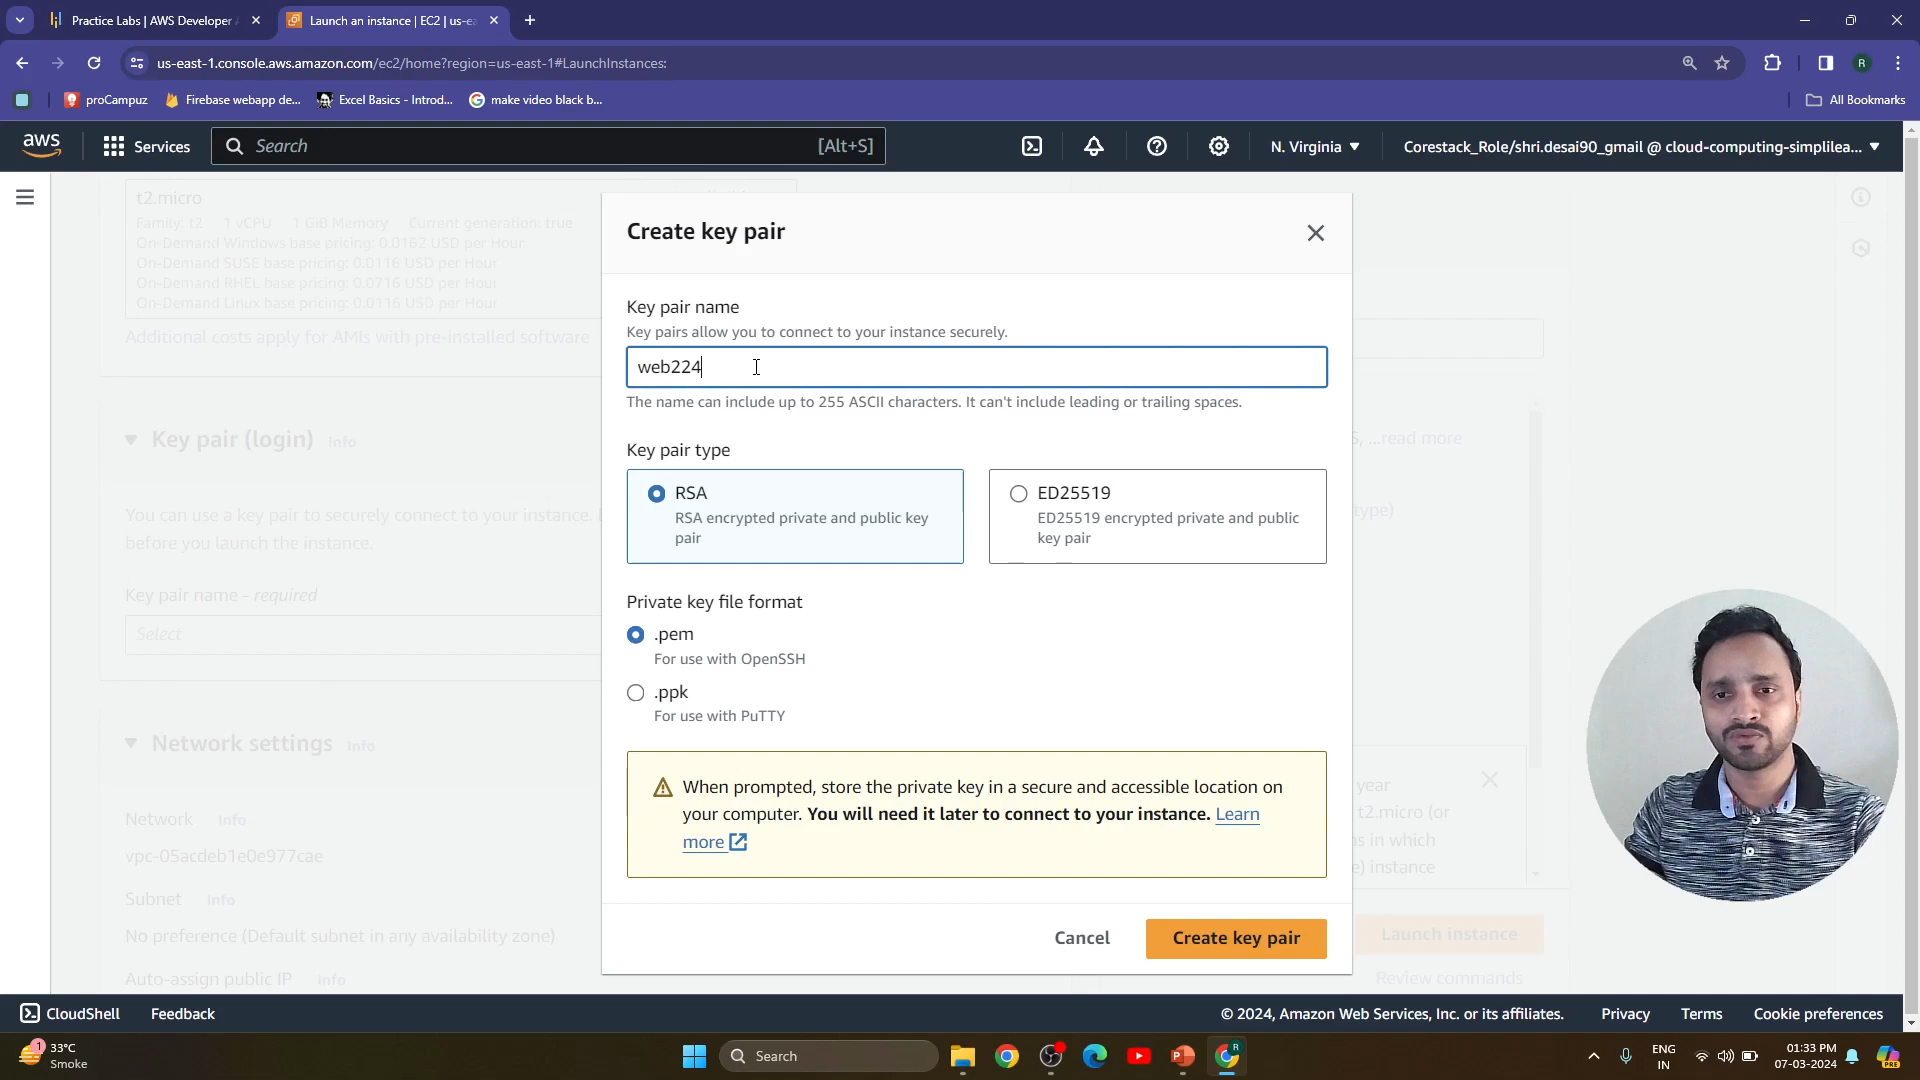 Practice Labs | AWS Developer
Launch an instance | EC2 | us-ea
us-east-1.console.aws.amazon.com/ec2/home?region=us-east-1#LaunchInstances:
R
proCampuz
Firebase webapp de...
Excel Basics - Introd...
make video black b...
All Bookmarks
aws
Services
Search
[Alt+S]
N. Virginia
Corestack_Role/shri.desai90_gmail @ cloud-computing-simplilea...
t2.micro
Family: t2 1 vCPU 1 GiB Memory Current generation: true
On-Demand Windows base pricing: 0.0162 USD per Hour
On-Demand SUSE base pricing: 0.0116 USD per Hour
On-Demand RHEL base pricing: 0.0716 USD per Hour
On-Demand Linux base pricing: 0.0116 USD per Hour
Additional costs apply for AMIs with pre-installed software
Key pair (login) Info
You can use a key pair to securely connect to your instance.
before you launch the instance.
Key pair name - required
Select
Network settings Info
Network Info
vpc-05acdeb1e0e977cae
Subnet Info
No preference (Default subnet in any availability zone)
Auto-assign public IP Info
Create key pair
Key pair name
Key pairs allow you to connect to your instance securely.
web224
The name can include up to 255 ASCII characters. It can't include leading or trailing spaces.
Key pair type
RSA
RSA encrypted private and public key
pair
ED25519
ED25519 encrypted private and public
key pair
Private key file format
.pem
For use with OpenSSH
.ppk
For use with PuTTY
When prompted, store the private key in a secure and accessible location on
your computer. You will need it later to connect to your instance. Learn
more
Cancel
Create key pair
...read more
type)
year
t2.micro (or
ns in which
e) instance
Launch instance
Review commands
CloudShell
Feedback
© 2024, Amazon Web Services, Inc. or its affiliates.
Privacy
Terms
Cookie preferences
1
33°C
Smoke
Search
R
ENG
IN
01:33 PM
07-03-2024
PRE